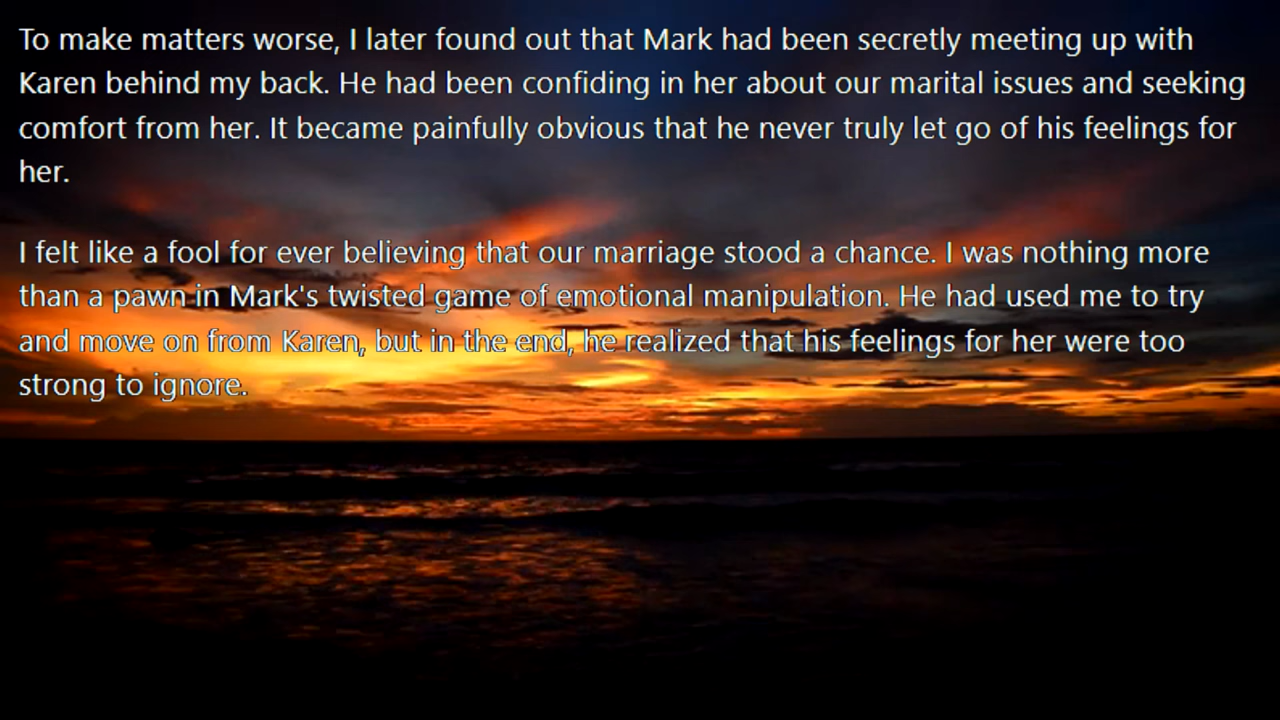 To make matters worse, I later found out that Mark had been secretly meeting up with
Karen behind my back. He had been confiding in her about our marital issues and seeking
comfort from her. It became painfully obvious that he never truly let go of his feelings for
her.
I felt like a fool for ever believing that our marriage stood a chance. I was nothing more
than a pawn in Mark's twisted game of emotional manipulation. He had used me to try
and move on from Karen, but in the end, he realized that his feelings for her were too
strong to ignore.